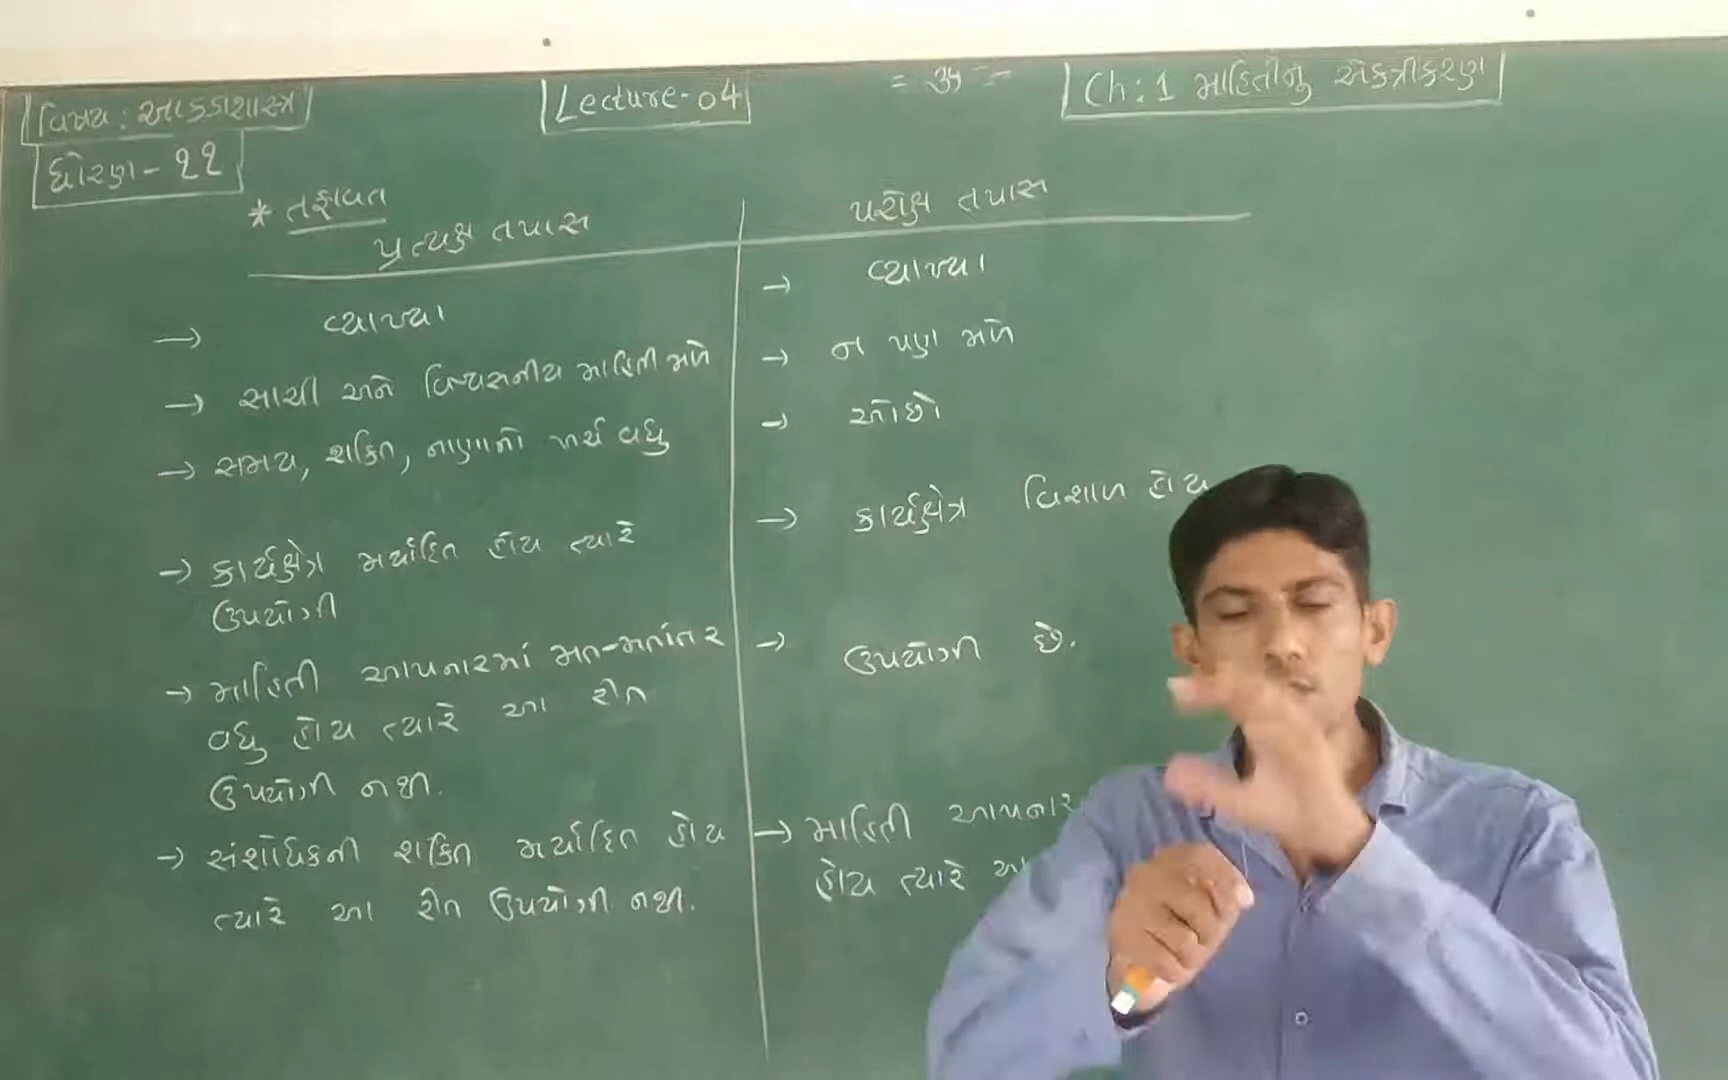 વિષય : આકડાશાસ્ત્ર
Lecture-04
= ૐ =
Ch:1 માહિતીનુ એકત્રીકરણ
ધોરણ - ૧૧
* તફાવત
પ્રત્યક્ષ તપાસ
→ વ્યાખ્યા
→ સાચી અને વિશ્વસનીય માહિતી મળે
→ સમય, શકિત, નાણાનો ખર્ચ વધુ
→ કાર્યક્ષેત્ર મર્યાદિત હોય ત્યારે
ઉપયોગી
→ માહિતી આપનારમાં મત-મતાંતર
વધુ હોય ત્યારે આ રીત
ઉપયોગી નથી.
→ સંશોધકની શકિત મર્યાદિત હોય
ત્યારે આ રીત ઉપયોગી નથી.
પરોક્ષ તપાસ
→ વ્યાખ્યા
→ ન પણ મળે
→ ઓછો
→ કાર્યક્ષેત્ર વિશાળ હોય
→ ઉપયોગી છે.
→ માહિતી આપનાર
હોય ત્યારે આ